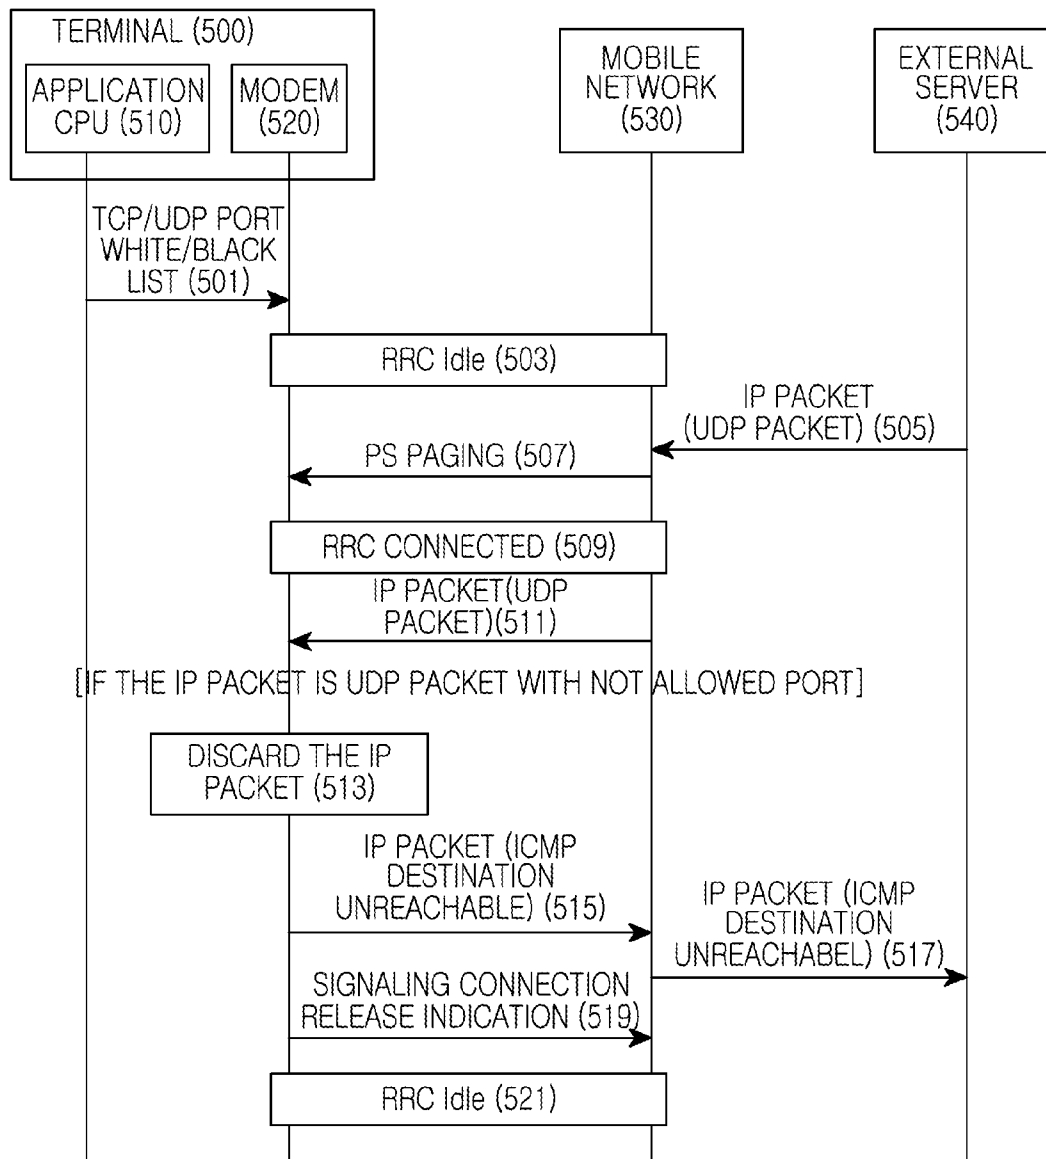 TERMINAL (500)
APPLICATION
CPU (510)
MODEM
(520)
MOBILE
NETWORK
(530)
EXTERNAL
SERVER
(540)
TCP/UDP PORT
WHITE/BLACK
LIST (501)
RRC Idle (503)
IP PACKET
(UDP PACKET) (505)
PS PAGING (507)
RRC CONNECTED (509)
IP PACKET(UDP
PACKET)(511)
[IF THE IP PACKET IS UDP PACKET WITH NOT ALLOWED PORT]
DISCARD THE IP
PACKET (513)
IP PACKET (ICMP
DESTINATION
UNREACHABLE) (515)
IP PACKET (ICMP
DESTINATION
UNREACHABEL) (517)
SIGNALING CONNECTION
RELEASE INDICATION (519)
RRC Idle (521)